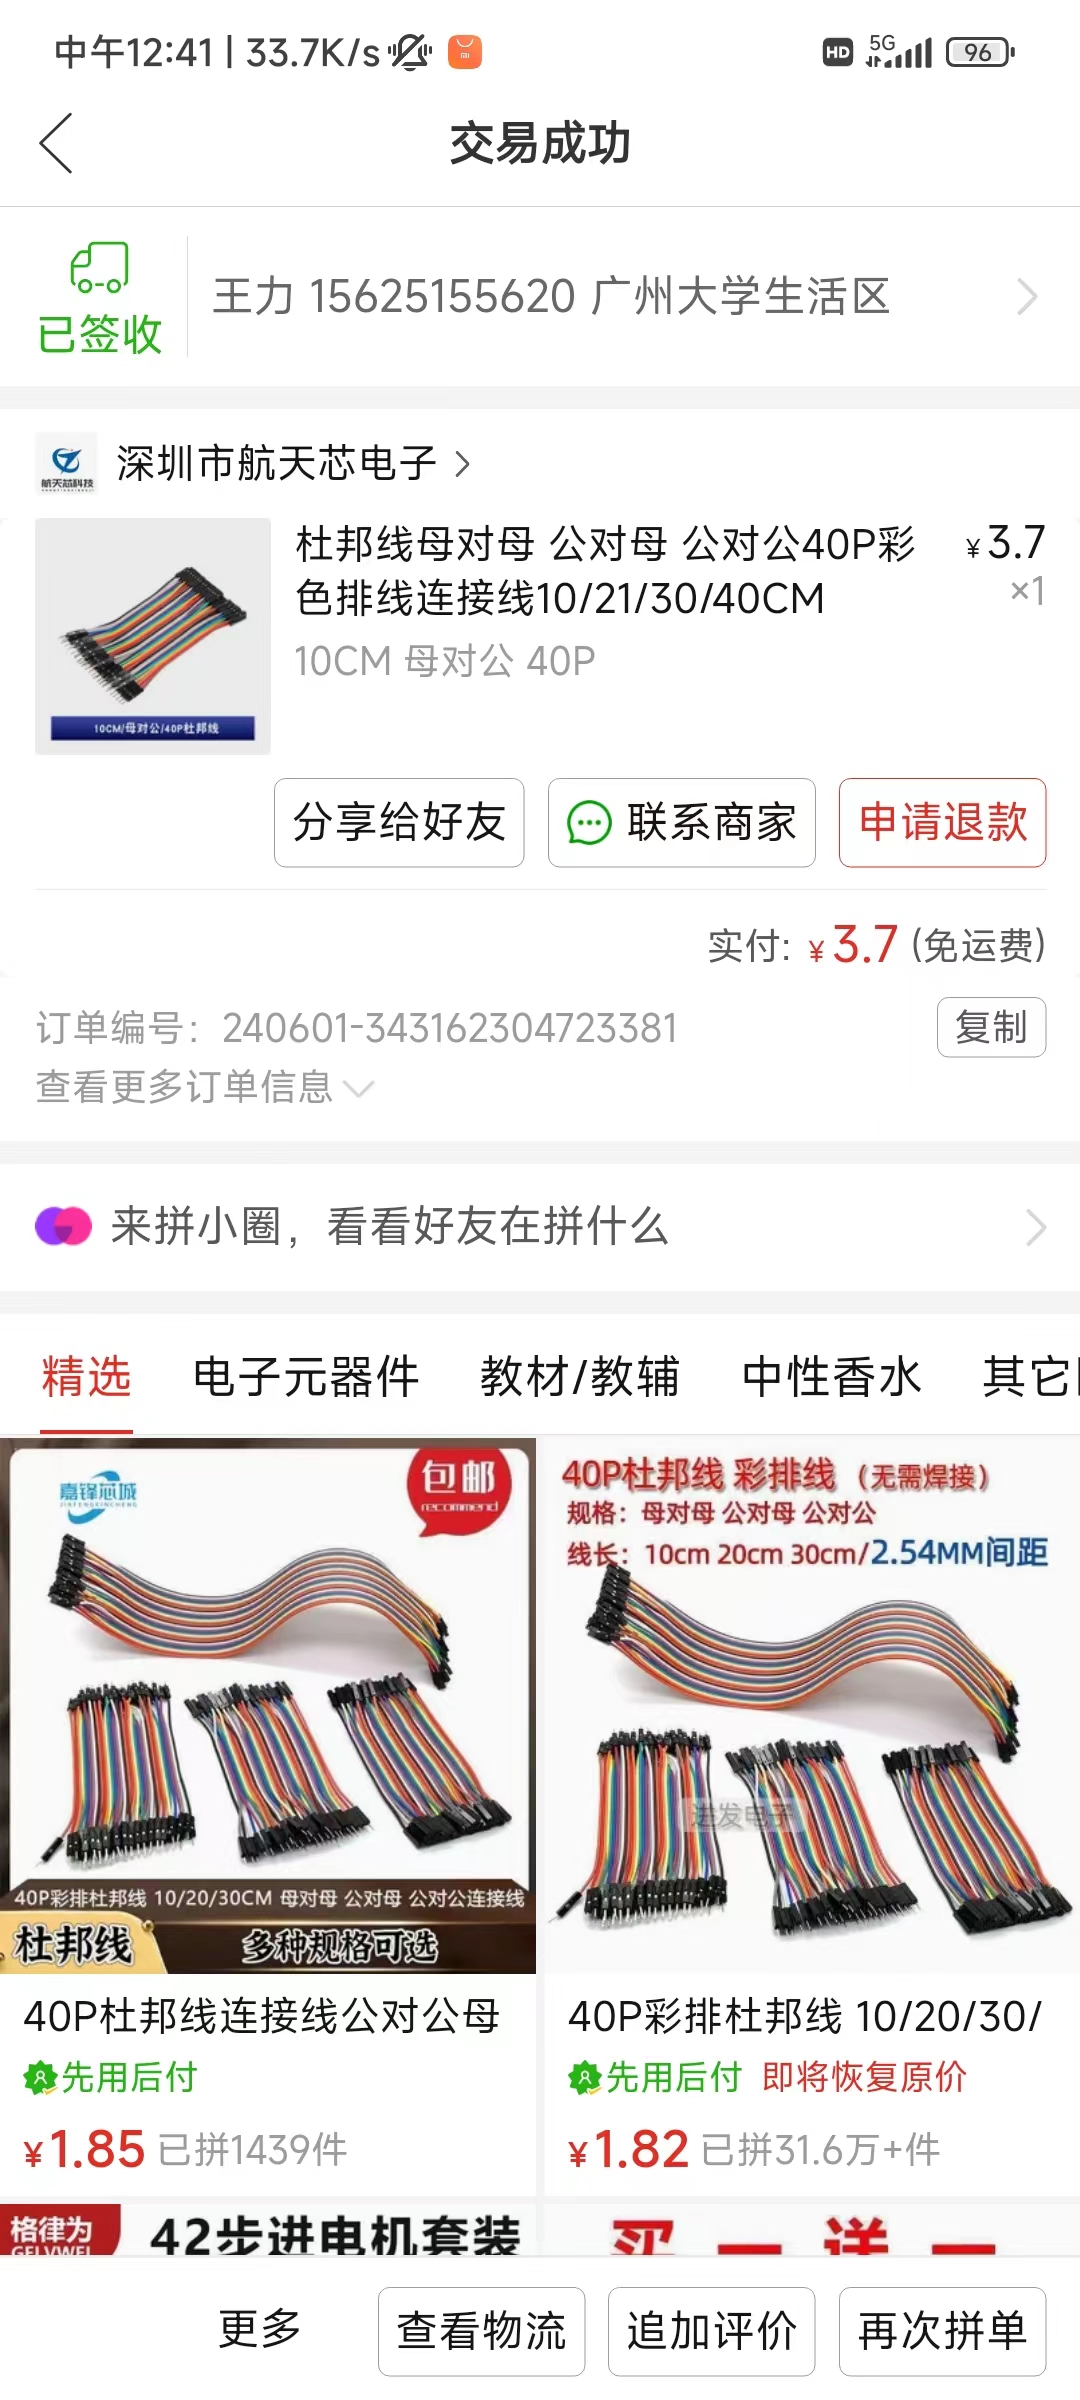 中午12:41 | 33.7K/s
HD 5G 96
交易成功
已签收
王力 15625155620 广州大学生活区
航天芯科技
深圳市航天芯电子
杜邦线母对母 公对母 公对公40P彩
色排线连接线10/21/30/40CM
¥3.7
×1
10CM 母对公 40P
10CM/母对公/40P杜邦线
分享给好友
联系商家
申请退款
实付: ¥3.7 (免运费)
订单编号: 240601-343162304723381
复制
查看更多订单信息
来拼小圈，看看好友在拼什么
精选 电子元器件 教材/教辅 中性香水 其它
嘉锋芯城
JIAFENGXINCHENG
包邮
recommend
40P彩排杜邦线 10/20/30CM 母对母 公对母 公对公连接线
杜邦线
多种规格可选
40P杜邦线连接线公对公母
先用后付
¥1.85 已拼1439件
40P杜邦线 彩排线（无需焊接）
规格：母对母 公对母 公对公
线长：10cm 20cm 30cm/2.54MM间距
进发电子
40P彩排杜邦线 10/20/30/
先用后付 即将恢复原价
¥1.82 已拼31.6万+件
格律为
GELVWEI
42步进电机套装
买一送一
更多
查看物流
追加评价
再次拼单